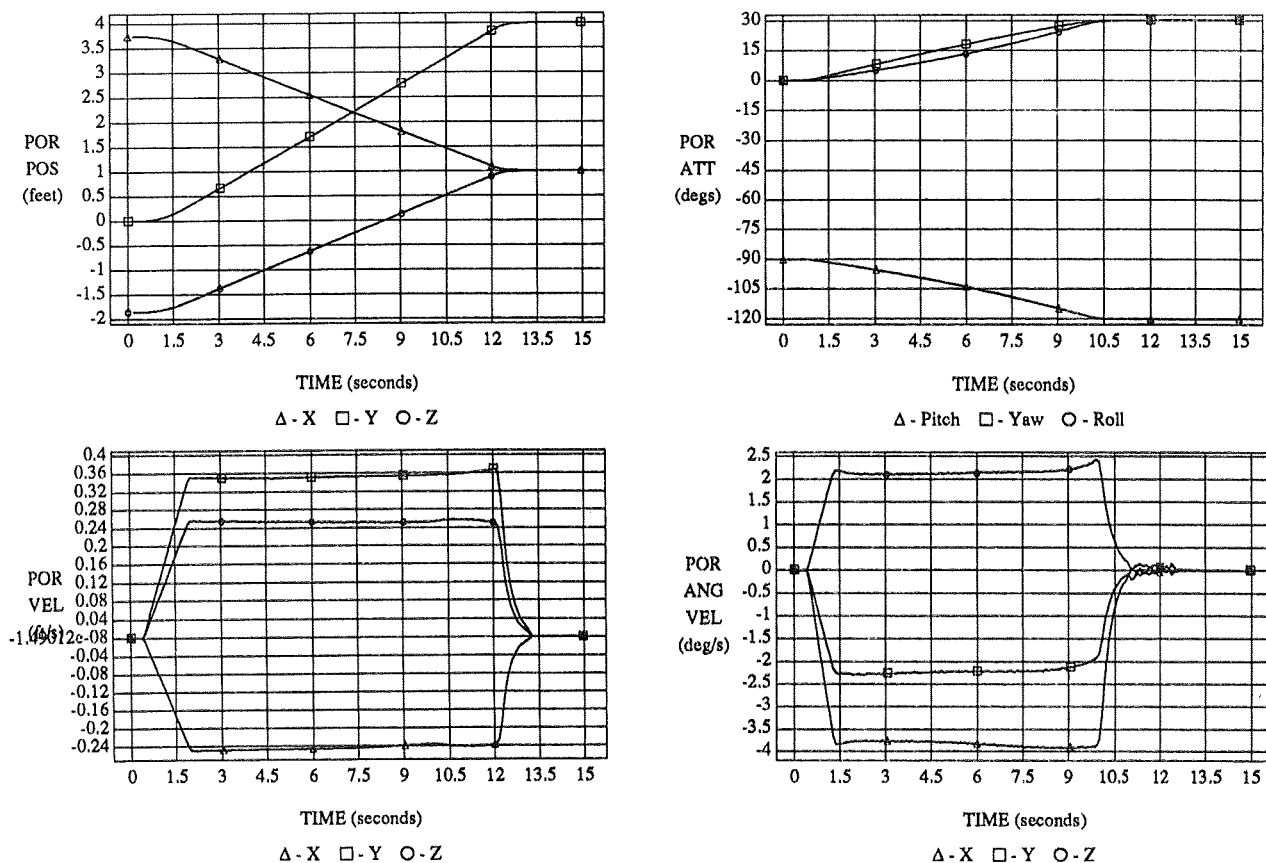 4
3.5
3
2.5
2
1.5
1
0.5
0
-0.5
-1
-1.5
-2
POR
POS
(feet)
0 1.5 3 4.5 6 7.5 9 10.5 12 13.5 15
TIME (seconds)
Δ - X □ - Y O - Z
30
15
0
-15
-30
-45
-60
-75
-90
-105
-120
POR
ATT
(degs)
0 1.5 3 4.5 6 7.5 9 10.5 12 13.5 15
TIME (seconds)
Δ - Pitch □ - Yaw O - Roll
0.4
0.36
0.32
0.28
0.24
0.2
0.16
0.12
0.08
0.04
-0.04
-0.08
-0.12
-0.16
-0.2
-0.24
POR
VEL
0 1.5 3 4.5 6 7.5 9 10.5 12 13.5 15
TIME (seconds)
Δ - X □ - Y O - Z
2.5
2
1.5
1
0.5
0
-0.5
-1
-1.5
-2
-2.5
-3
-3.5
-4
POR
ANG
VEL
(deg/s)
0 1.5 3 4.5 6 7.5 9 10.5 12 13.5 15
TIME (seconds)
Δ - X □ - Y O - Z